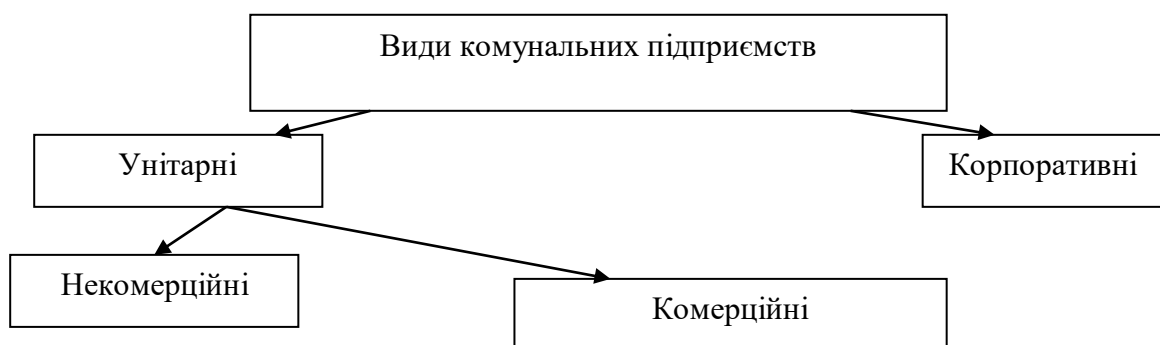 Види комунальних підприємств
Унітарні
Корпоративні
Некомерційні
Комерційні